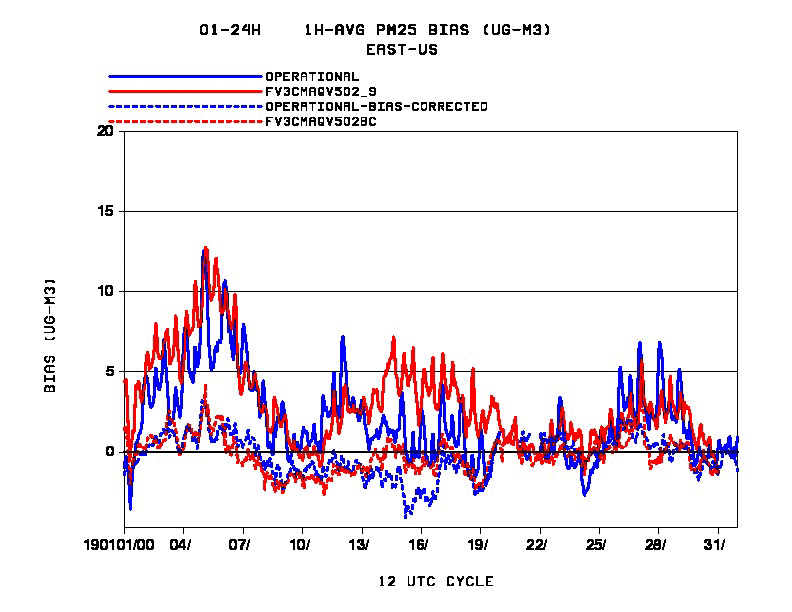 01-24H 1H-AVG PM25 BIAS (UG-M3)
EAST-US
OPERATIONAL
FV3CMAQV502_9
OPERATIONAL-BIAS-CORRECTED
FV3CMAQV502BC
20
15
10
5
0
BIAS (UG-M3)
190101/00 04/ 07/ 10/ 13/ 16/ 19/ 22/ 25/ 28/ 31/
12 UTC CYCLE